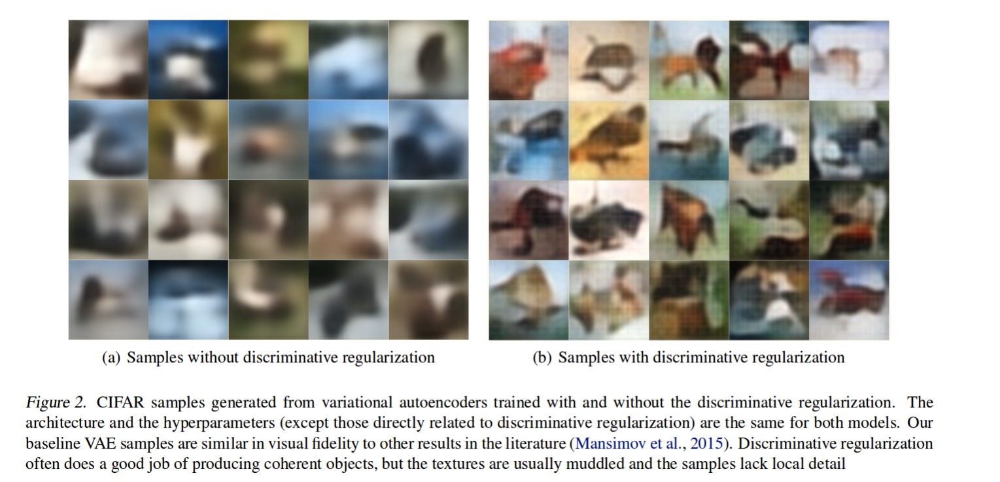 (a) Samples without discriminative regularization
(b) Samples with discriminative regularization
Figure 2. CIFAR samples generated from variational autoencoders trained with and without the discriminative regularization. The
architecture and the hyperparameters (except those directly related to discriminative regularization) are the same for both models. Our
baseline VAE samples are similar in visual fidelity to other results in the literature (Mansimov et al., 2015). Discriminative regularization
often does a good job of producing coherent objects, but the textures are usually muddled and the samples lack local detail